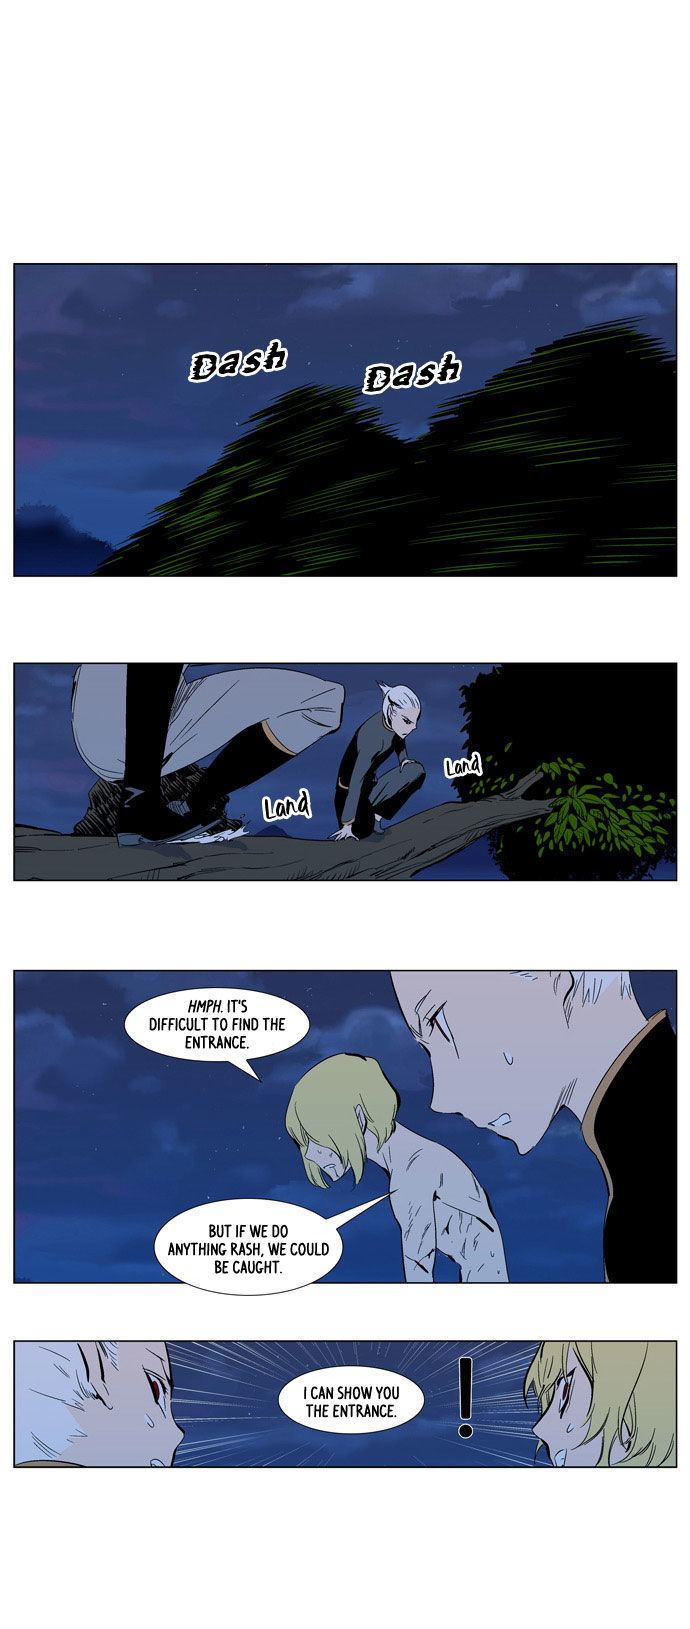 Dash
Dash
Land
Land
HMPH. IT'S
DIFFICULT TO FIND THE
ENTRANCE.
BUT IF WE DO
ANYTHING RASH, WE COULD
BE CAUGHT.
I CAN SHOW YOU
THE ENTRANCE.
!